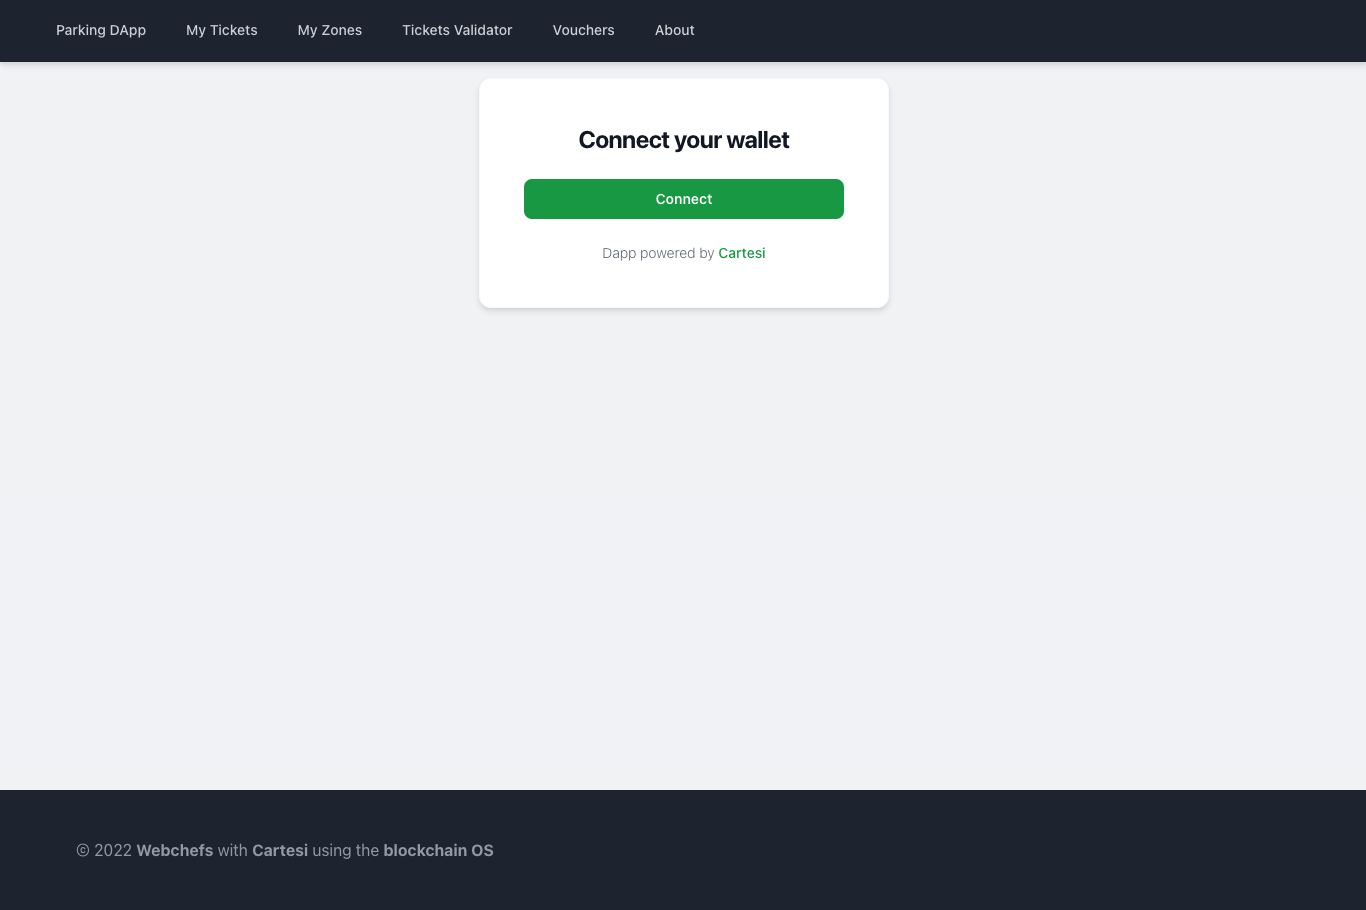 Parking DApp My Tickets My Zones Tickets Validator Vouchers About
Connect your wallet
Connect
Dapp powered by Cartesi
© 2022 Webchefs with Cartesi using the blockchain OS